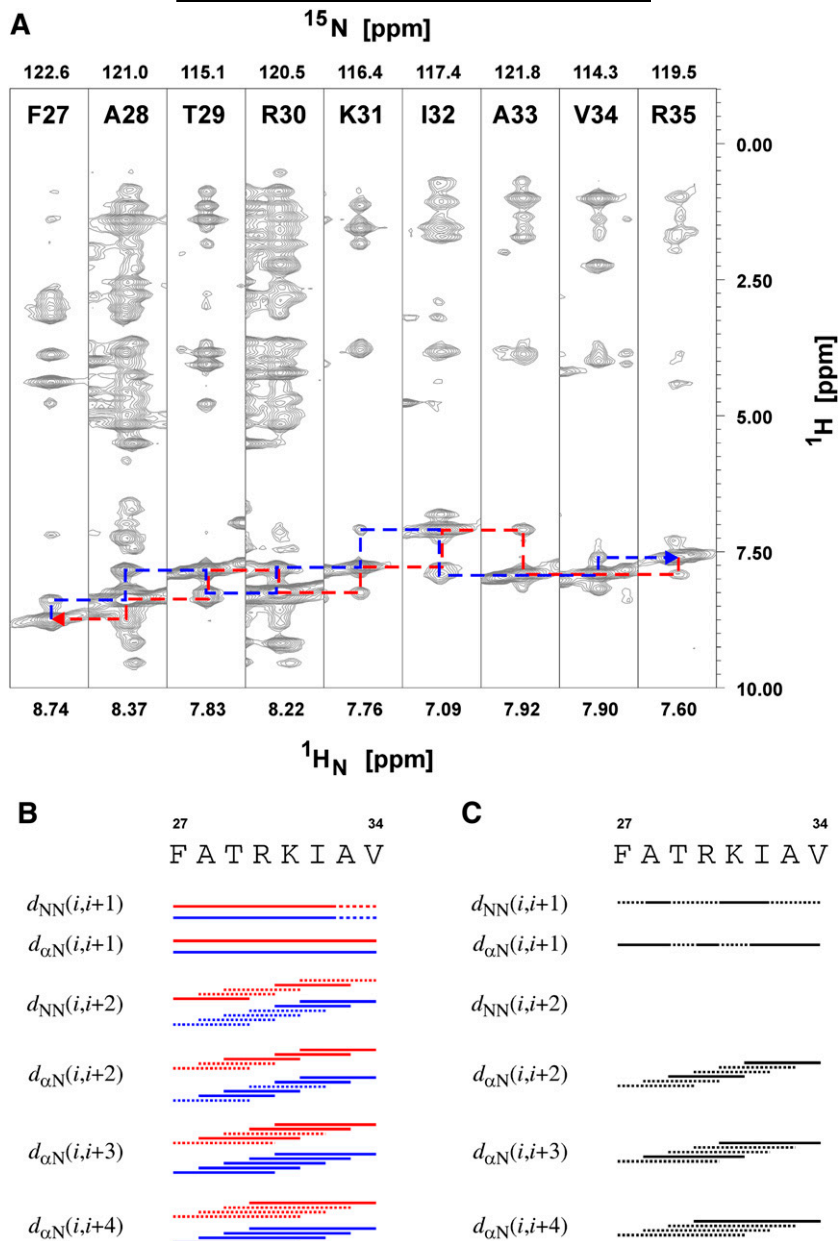 A
15N [ppm]
122.6 121.0 115.1 120.5 116.4 117.4 121.8 114.3 119.5
F27 A28 T29 R30 K31 I32 A33 V34 R35
0.00
2.50
5.00
7.50
10.00
1H [ppm]
8.74 8.37 7.83 8.22 7.76 7.09 7.92 7.90 7.60
1HN [ppm]
B
27 34
F A T R K I A V
dNN(i,i+1)
dαN(i,i+1)
dNN(i,i+2)
dαN(i,i+2)
dαN(i,i+3)
dαN(i,i+4)
C
27 34
F A T R K I A V
dNN(i,i+1)
dαN(i,i+1)
dNN(i,i+2)
dαN(i,i+2)
dαN(i,i+3)
dαN(i,i+4)